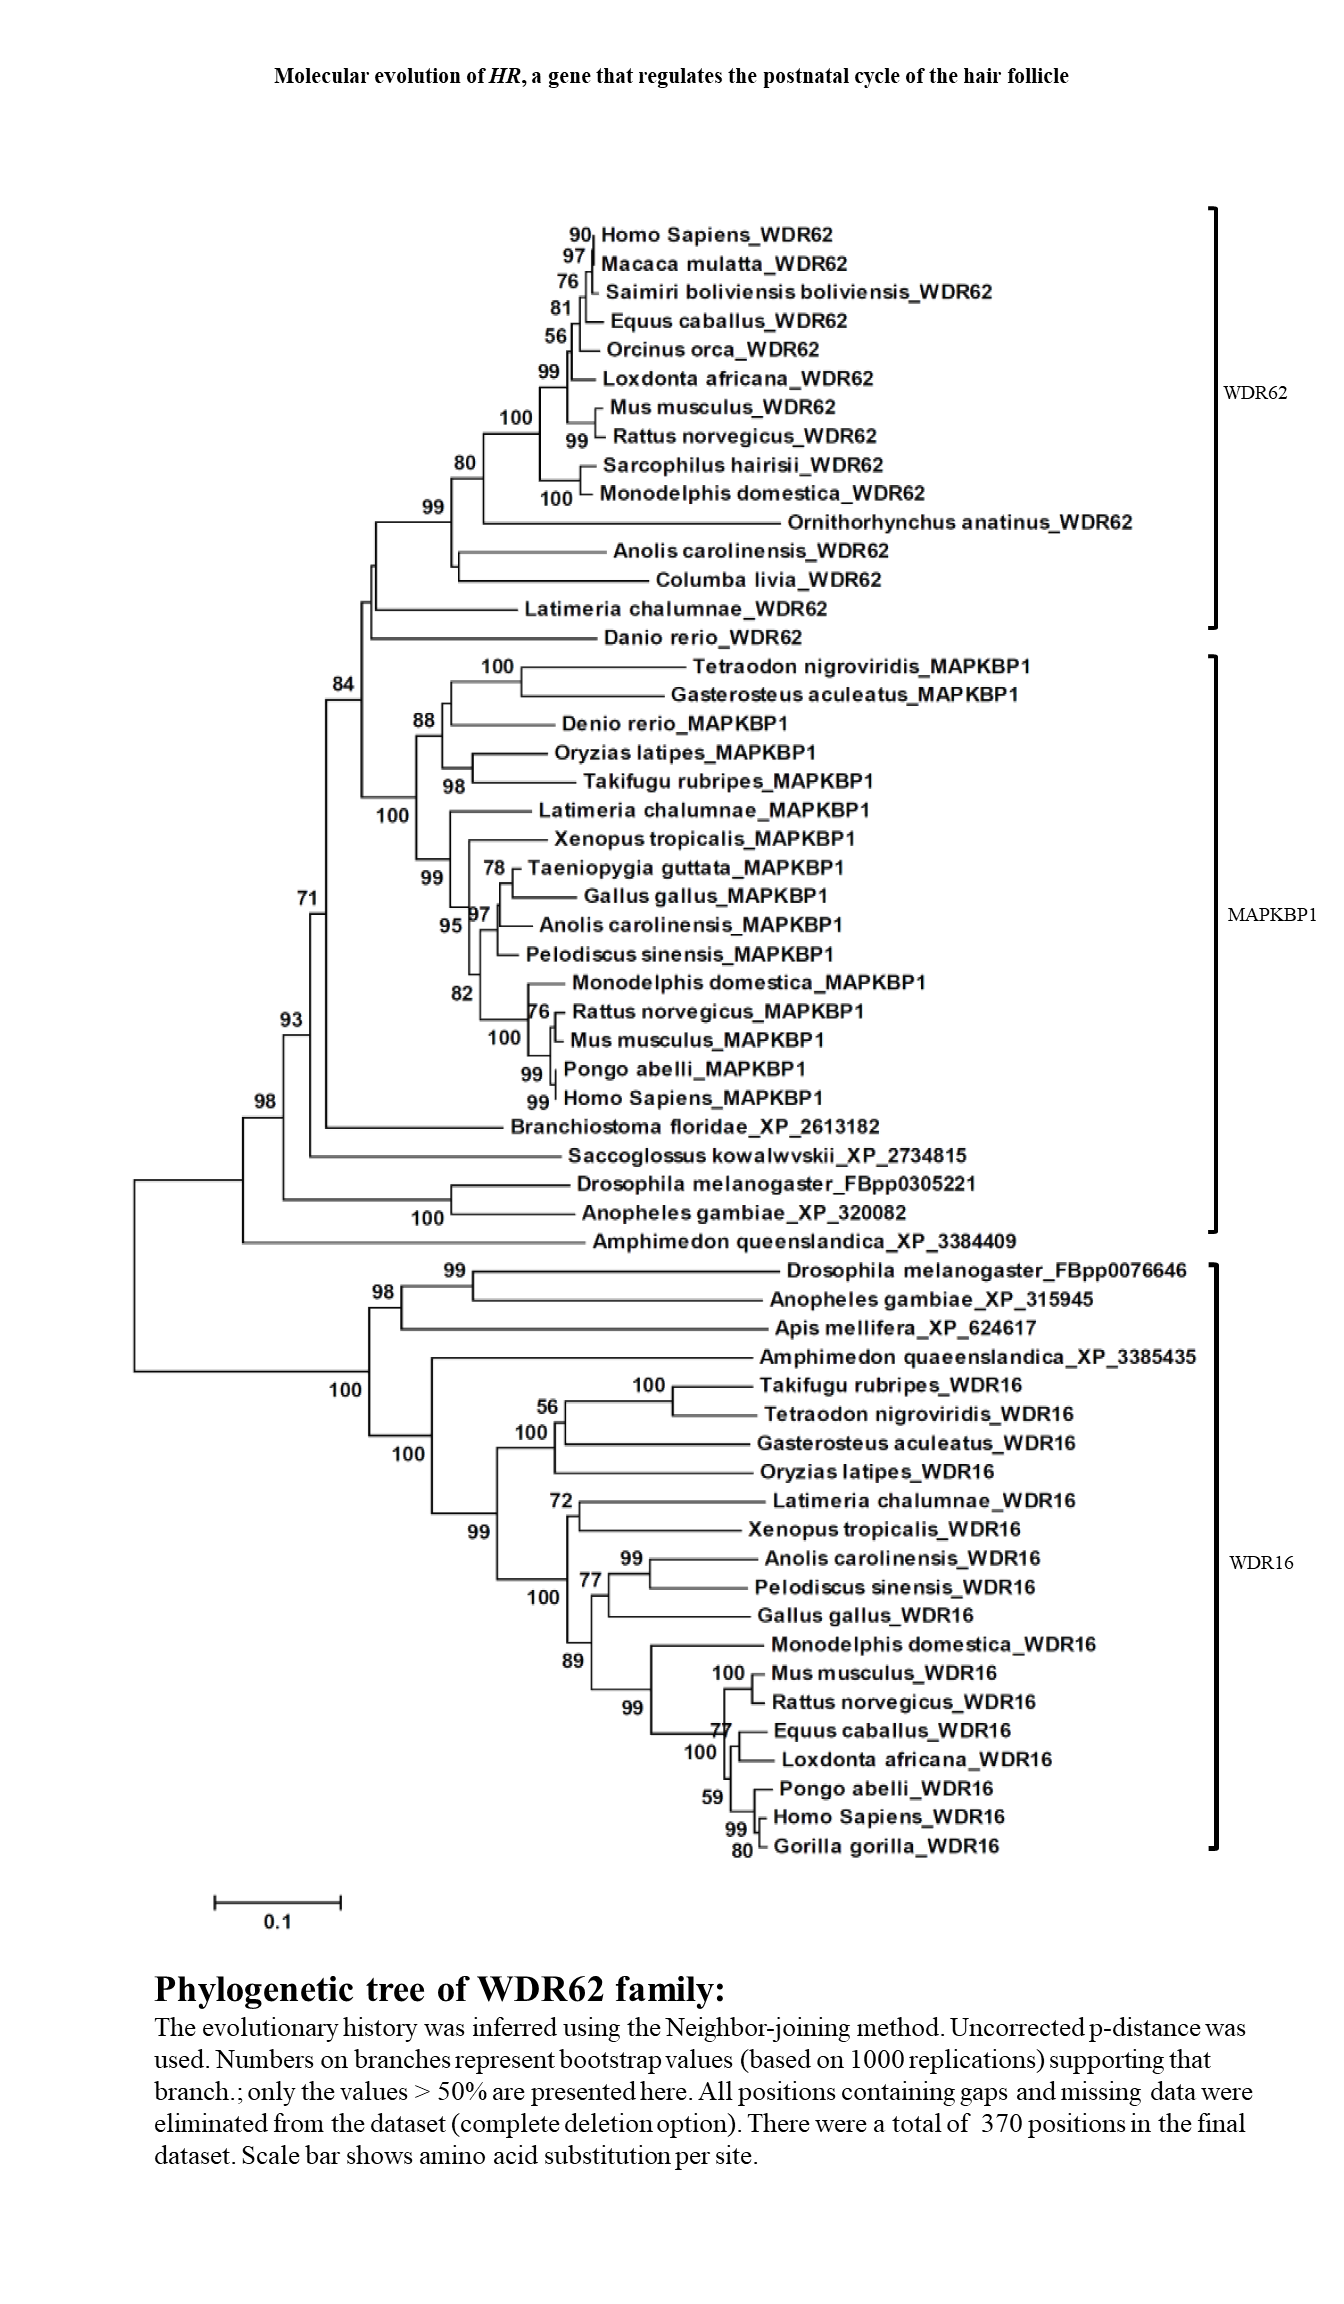 Molecular evolution of HR, a gene that regulates the postnatal cycle of the hair follicle
90 Homo Sapiens_WDR62
97
Macaca mulatta_WDR62
76
Saimiri boliviensis boliviensis_WDR62
81
Equus caballus_WDR62
56
Orcinus orca_WDR62
99
Loxdonta africana_WDR62
WDR62
Mus musculus_WDR62
100
99
Rattus norvegicus_WDR62
80
Sarcophilus hairisii_WDR62
100
Monodelphis domestica_WDR62
99
Ornithorhynchus anatinus_WDR62
Anolis carolinensis_WDR62
Columba livia_WDR62
Latimeria chalumnae_WDR62
Danio rerio_WDR62
100
Tetraodon nigroviridis_MAPKBP1
84
Gasterosteus aculeatus_MAPKBP1
88
Denio rerio_MAPKBP1
Oryzias latipes_MAPKBP1
98
Takifugu rubripes_MAPKBP1
100
Latimeria chalumnae_MAPKBP1
Xenopus tropicalis_MAPKBP1
78
Taeniopygia guttata_MAPKBP1
99
71
Gallus gallus_MAPKBP1
97
MAPKBP1
95
Anolis carolinensis_MAPKBP1
Pelodiscus sinensis_MAPKBP1
82
Monodelphis domestica_MAPKBP1
76
Rattus norvegicus_MAPKBP1
93
100
Mus musculus_MAPKBP1
99
Pongo abelli_MAPKBP1
98
99
Homo Sapiens_MAPKBP1
Branchiostoma floridae_XP_2613182
Saccoglossus kowalwvskii_XP_2734815
Drosophila melanogaster_FBpp0305221
100
Anopheles gambiae_XP_320082
Amphimedon queenslandica_XP_3384409
99
Drosophila melanogaster_FBpp0076646
98
Anopheles gambiae_XP_315945
Apis mellifera_XP_624617
Amphimedon quaeenslandica_XP_3385435
100
100
Takifugu rubripes_WDR16
56
Tetraodon nigroviridis_WDR16
100
Gasterosteus aculeatus_WDR16
100
Oryzias latipes_WDR16
72
Latimeria chalumnae_WDR16
99
Xenopus tropicalis_WDR16
99
Anolis carolinensis_WDR16
WDR16
77
Pelodiscus sinensis_WDR16
100
Gallus gallus_WDR16
Monodelphis domestica_WDR16
89
100
Mus musculus_WDR16
99
Rattus norvegicus_WDR16
77
Equus caballus_WDR16
100
Loxdonta africana_WDR16
59
Pongo abelli_WDR16
Homo Sapiens_WDR16
99
80
Gorilla gorilla_WDR16
0.1
Phylogenetic tree of WDR62 family:
The evolutionary history was inferred using the Neighbor-joining method. Uncorrected p-distance was
used. Numbers on branches represent bootstrap values (based on 1000 replications) supporting that
branch.; only the values > 50% are presented here. All positions containing gaps and missing data were
eliminated from the dataset (complete deletion option). There were a total of 370 positions in the final
dataset. Scale bar shows amino acid substitution per site.